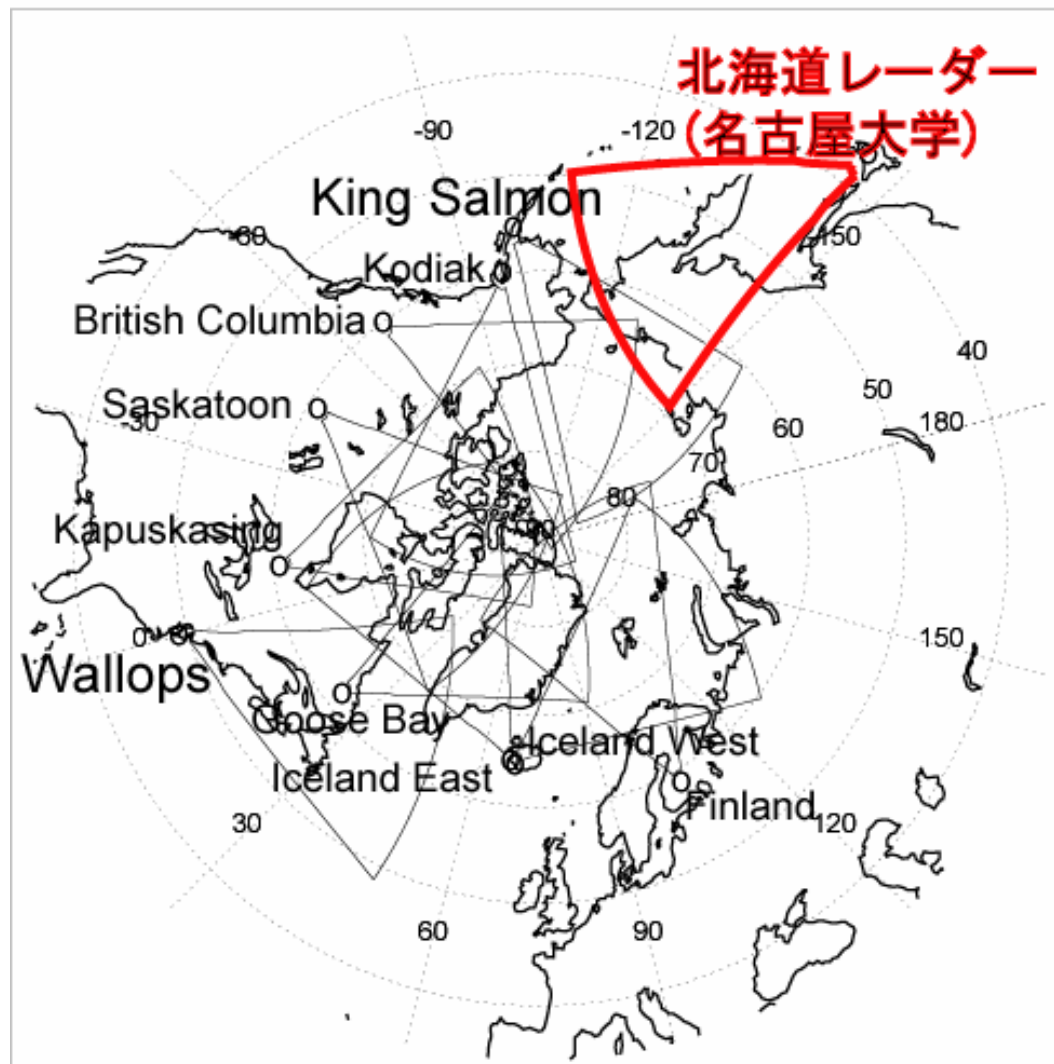 北海道レーダー
(名古屋大学)
-90
-120
King Salmon
-60
-150
Kodiak
British Columbia
40
50
Saskatoon
-30
180
60
70
80
Kapuskasing
0
150
Wallops
Goose Bay
Iceland West
Iceland East
Finland
30
120
60
90